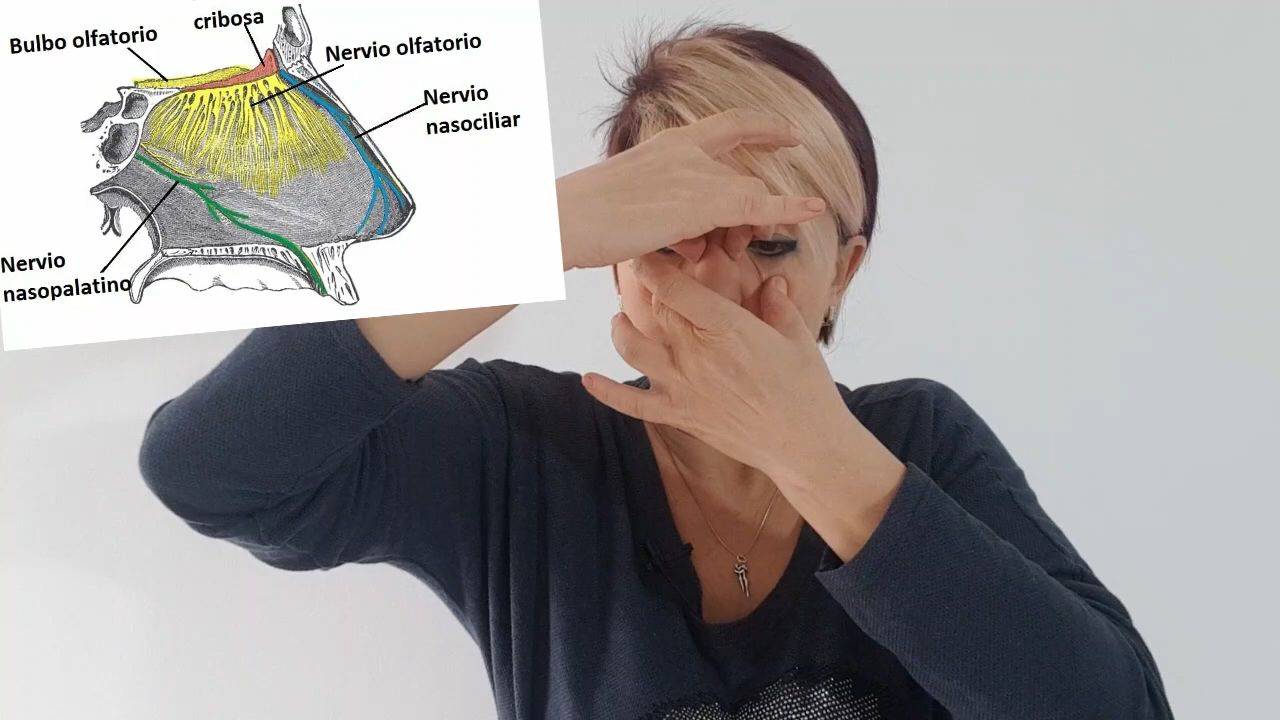 cribosa
Bulbo olfatorio
Nervio olfatorio
Nervio
nasociliar
Nervio
nasopalatino